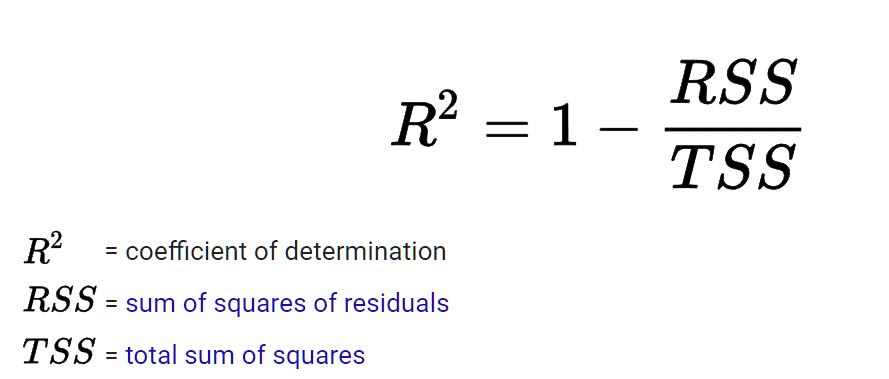 R² = 1 − RSS/TSS
R² = coefficient of determination
RSS = sum of squares of residuals
TSS = total sum of squares